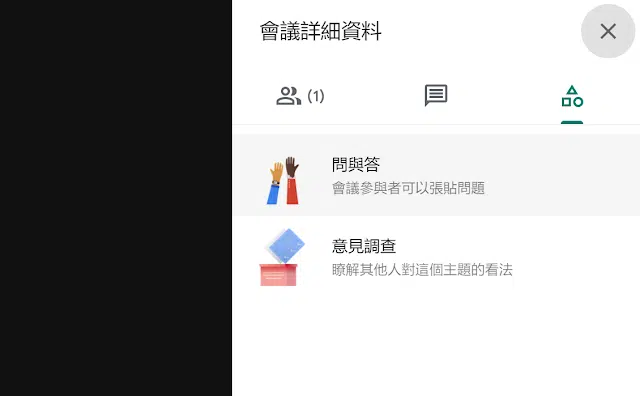 會議詳細資料
(1)
問與答
會議參與者可以張貼問題
意見調查
瞭解其他人對這個主題的看法